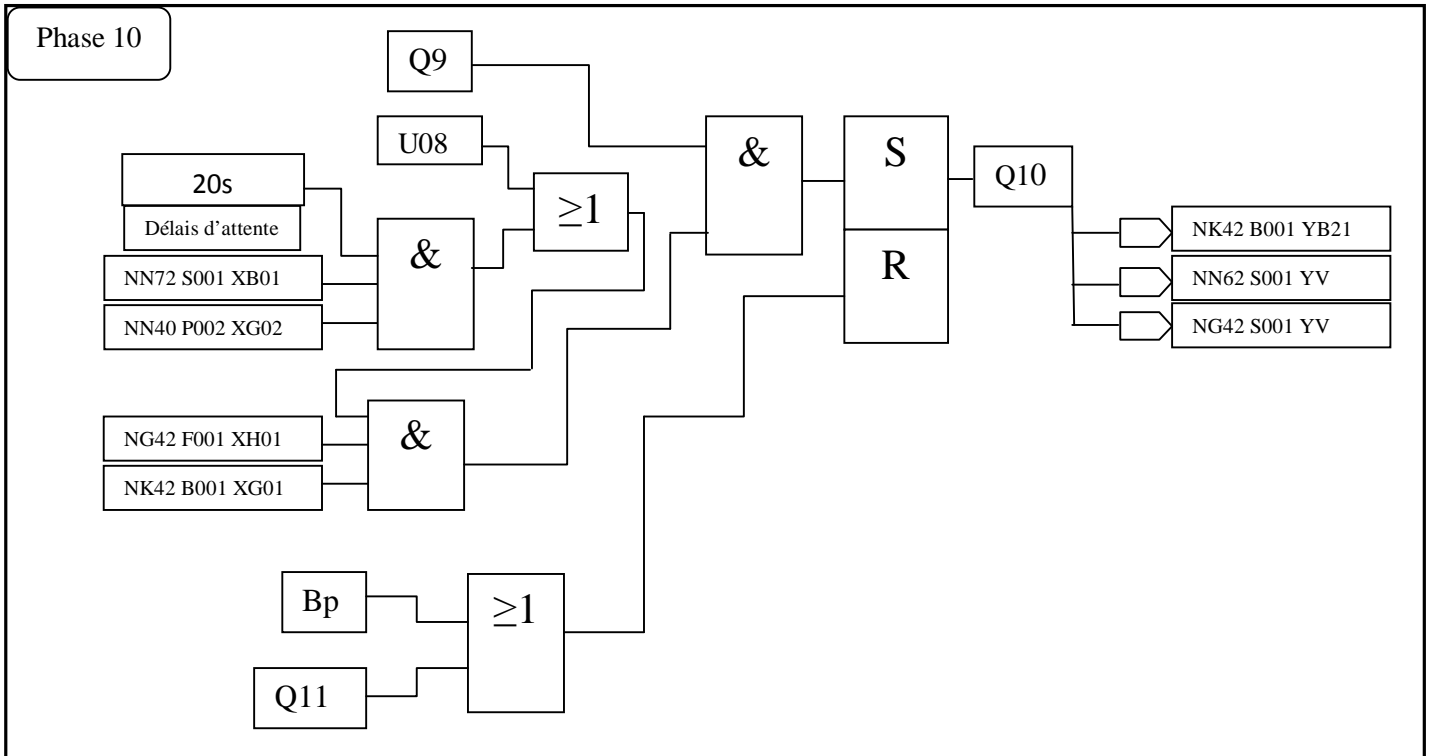 Phase 10
Q9
U08
20s
Délais d'attente
NN72 S001 XB01
NN40 P002 XG02
&
≥1
&
S
R
Q10
NK42 B001 YB21
NN62 S001 YV
NG42 S001 YV
NG42 F001 XH01
NK42 B001 XG01
&
Bp
Q11
≥1